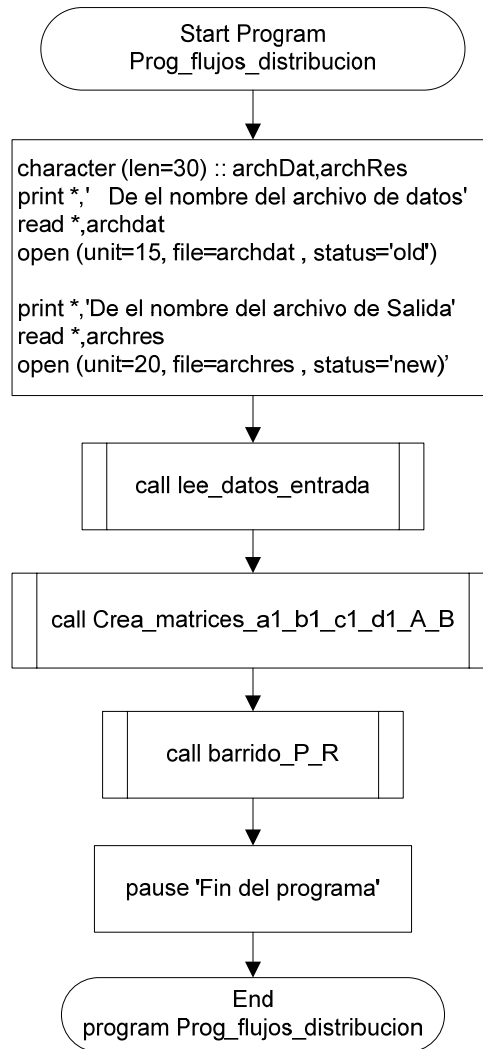 Start Program
Prog_flujos_distribucion
character (len=30) :: archDat,archRes
print *,'   De el nombre del archivo de datos'
read *,archdat
open (unit=15, file=archdat , status='old')
print *,'De el nombre del archivo de Salida'
read *,archres
open (unit=20, file=archres , status='new)’
call lee_datos_entrada
call Crea_matrices_a1_b1_c1_d1_A_B
call barrido_P_R
pause 'Fin del programa'
End
program Prog_flujos_distribucion